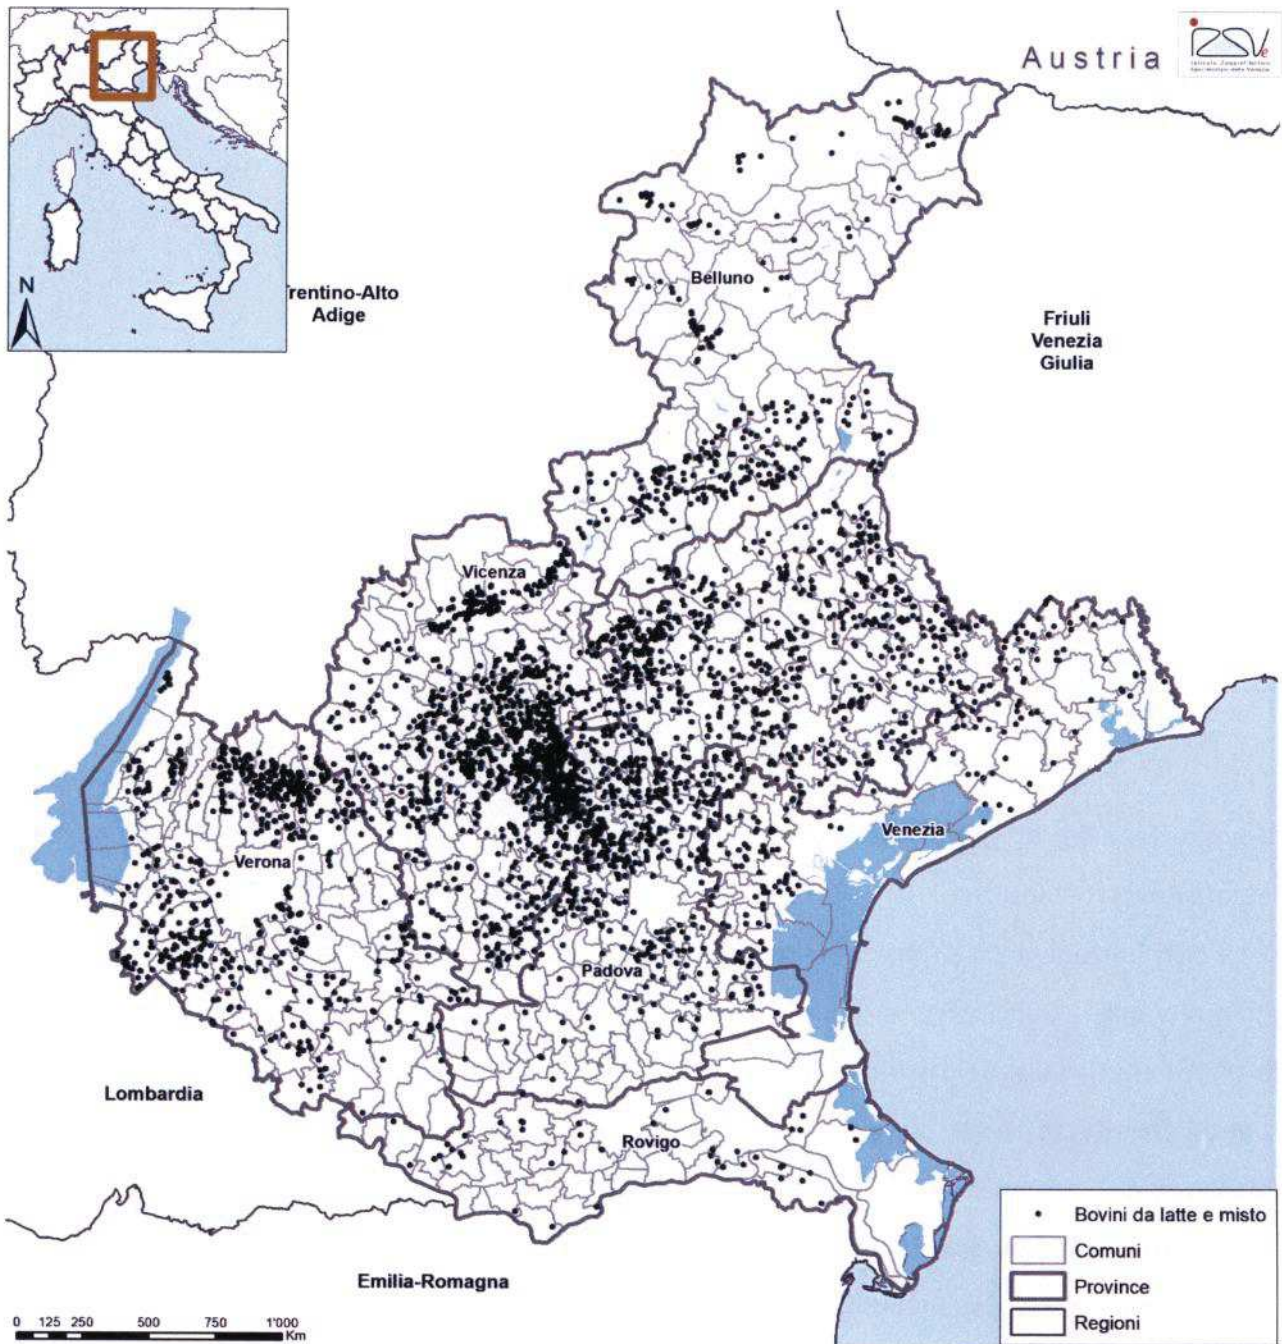 Austria
IZSVe
N
Trentino-Alto
Adige
Belluno
Friuli
Venezia
Giulia
Vicenza
Venezia
Verona
Padova
Lombardia
Rovigo
Emilia-Romagna
Bovini da latte e misto
Comuni
Province
Regioni
0 125 250 500 750 1'000
Km